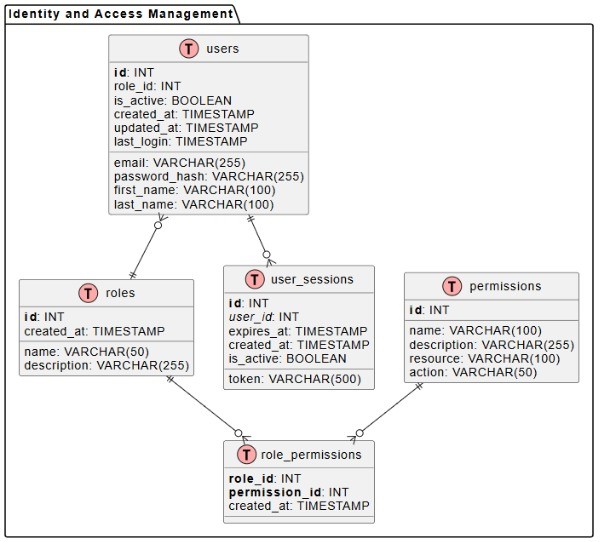 Identity and Access Management
T users
id: INT
role_id: INT
is_active: BOOLEAN
created_at: TIMESTAMP
updated_at: TIMESTAMP
last_login: TIMESTAMP
email: VARCHAR(255)
password_hash: VARCHAR(255)
first_name: VARCHAR(100)
last_name: VARCHAR(100)
T roles
id: INT
created_at: TIMESTAMP
name: VARCHAR(50)
description: VARCHAR(255)
T user_sessions
id: INT
user_id: INT
expires_at: TIMESTAMP
created_at: TIMESTAMP
is_active: BOOLEAN
token: VARCHAR(500)
T permissions
id: INT
name: VARCHAR(100)
description: VARCHAR(255)
resource: VARCHAR(100)
action: VARCHAR(50)
T role_permissions
role_id: INT
permission_id: INT
created_at: TIMESTAMP